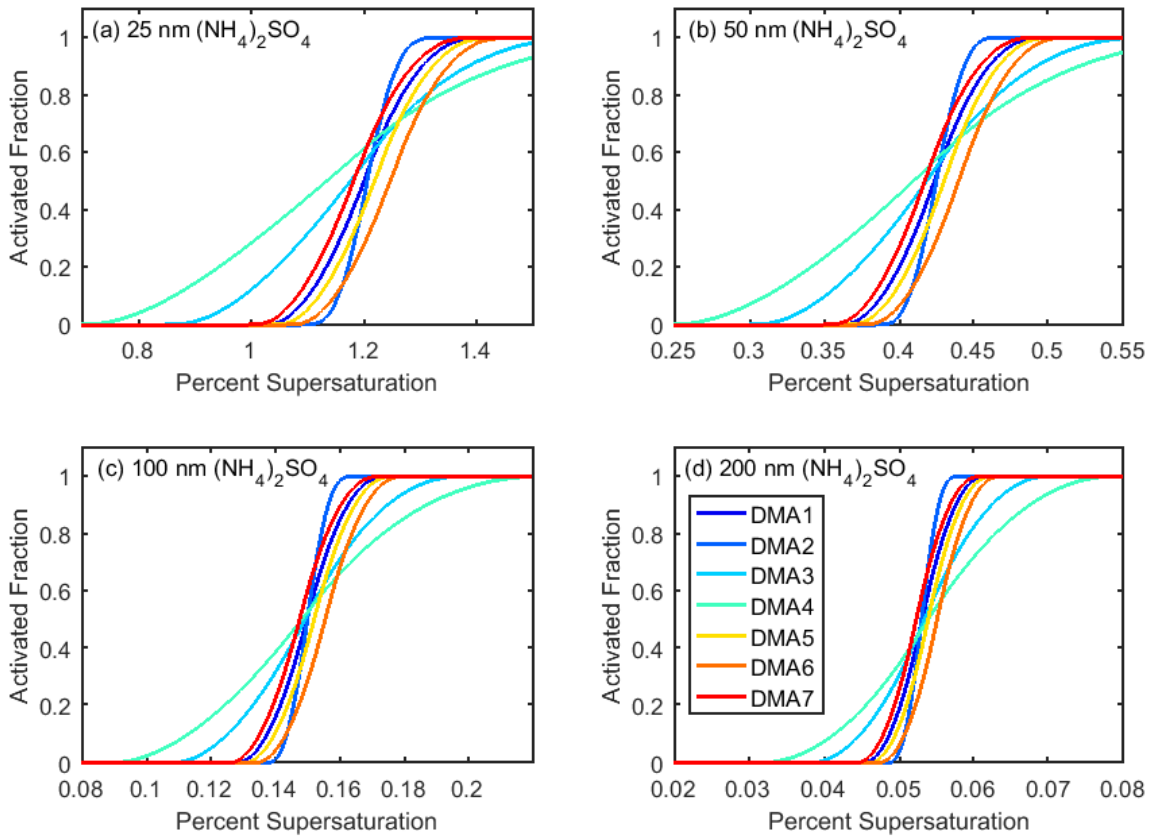 (a) 25 nm (NH4)2SO4
1
0.8
0.6
0.4
0.2
0
Activated Fraction
0.8 1 1.2 1.4
Percent Supersaturation
(b) 50 nm (NH4)2SO4
1
0.8
0.6
0.4
0.2
0
Activated Fraction
0.25 0.3 0.35 0.4 0.45 0.5 0.55
Percent Supersaturation
(c) 100 nm (NH4)2SO4
1
0.8
0.6
0.4
0.2
0
Activated Fraction
0.08 0.1 0.12 0.14 0.16 0.18 0.2
Percent Supersaturation
(d) 200 nm (NH4)2SO4
1
0.8
0.6
0.4
0.2
0
Activated Fraction
DMA1
DMA2
DMA3
DMA4
DMA5
DMA6
DMA7
0.02 0.03 0.04 0.05 0.06 0.07 0.08
Percent Supersaturation